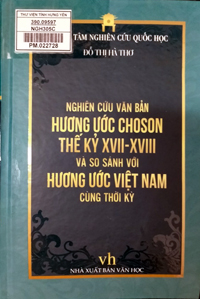 THƯ VIỆN TỈNH HƯNG YÊN
390.09597
NGH305C
PM.022728
TÂM NGHIÊN CỨU QUỐC HỌC
ĐỖ THỊ HÀ THƠ
NGHIÊN CỨU VĂN BẢN
HƯƠNG ƯỚC CHOSON
THẾ KỶ XVII-XVIII
VÀ SO SÁNH VỚI
HƯƠNG ƯỚC VIỆT NAM
CÙNG THỜI KỲ
vh
NHÀ XUẤT BẢN VĂN HỌC